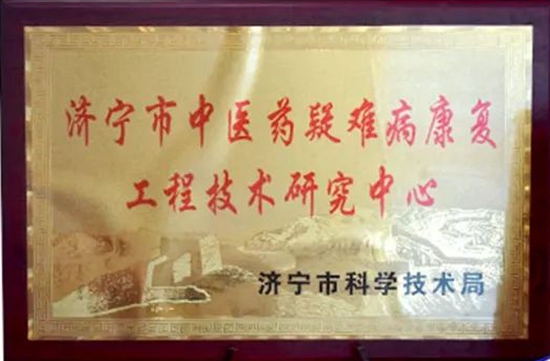 济宁市中医药疑难病康复
工程技术研究中心
济宁市科学技术局